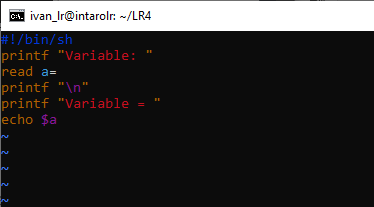 ivan_lr@intarolr: ~/LR4
#!/bin/sh
printf "Variable: "
read a=
printf "\n"
printf "Variable = "
echo $a
~
~
~
~
~